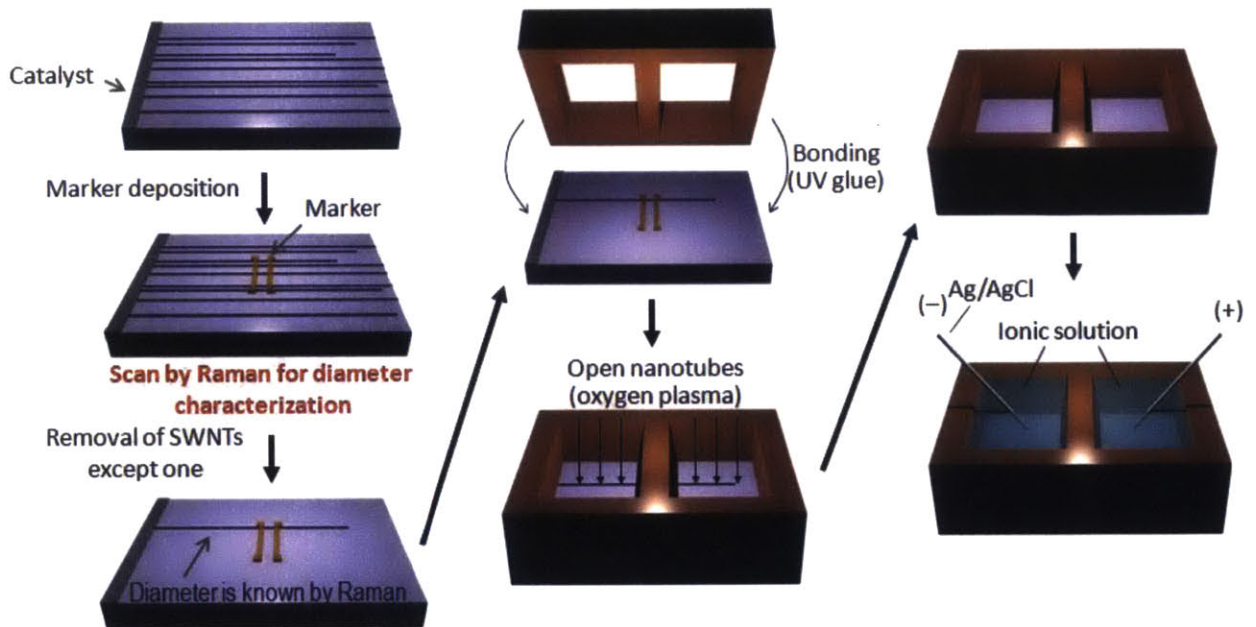 Catalyst
Marker deposition
Marker
Scan by Raman for diameter
characterization
Removal of SWNTs
except one
Diameter is known by Raman
Bonding
(UV glue)
Open nanotubes
(oxygen plasma)
(−) Ag/AgCl
(+)
Ionic solution